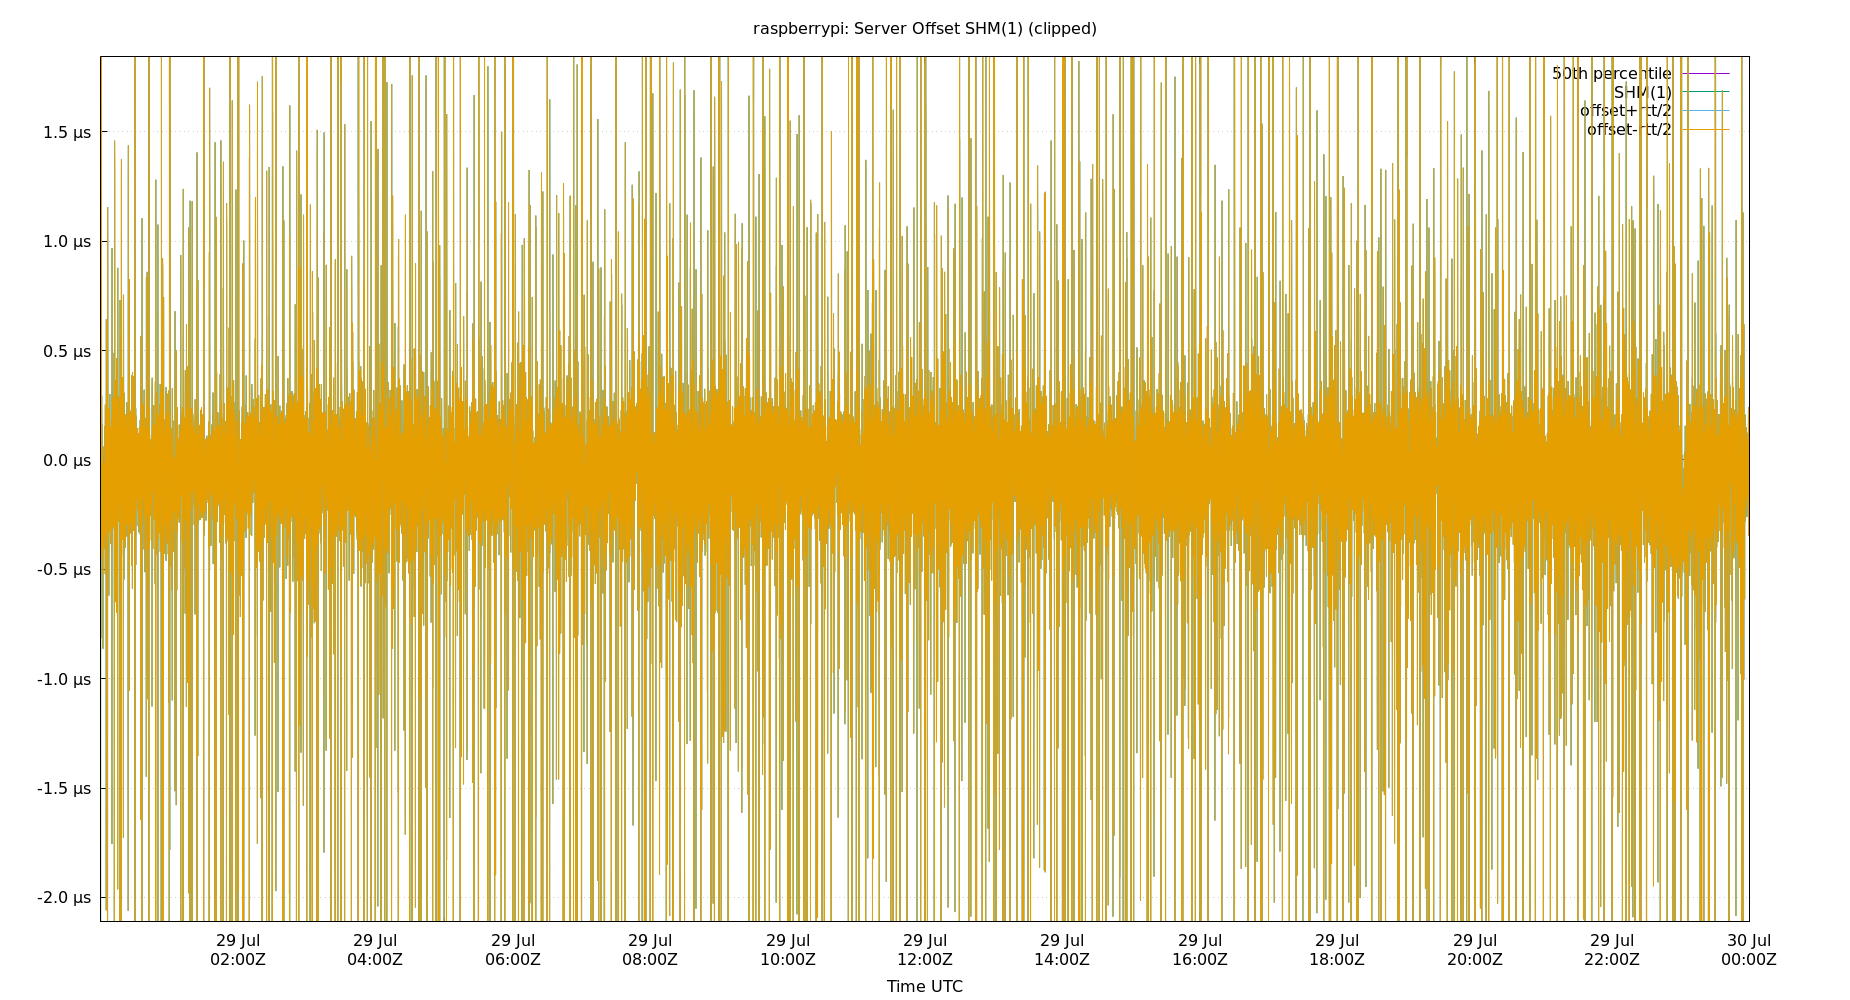 raspberrypi: Server Offset SHM(1) (clipped)
50th percentile
SHM(1)
offset+rtt/2
offset-rtt/2
1.5 µs
1.0 µs
0.5 µs
0.0 µs
-0.5 µs
-1.0 µs
-1.5 µs
-2.0 µs
29 Jul 29 Jul 29 Jul 29 Jul 29 Jul 29 Jul 29 Jul 29 Jul 29 Jul 29 Jul 29 Jul 30 Jul
02:00Z 04:00Z 06:00Z 08:00Z 10:00Z 12:00Z 14:00Z 16:00Z 18:00Z 20:00Z 22:00Z 00:00Z
Time UTC